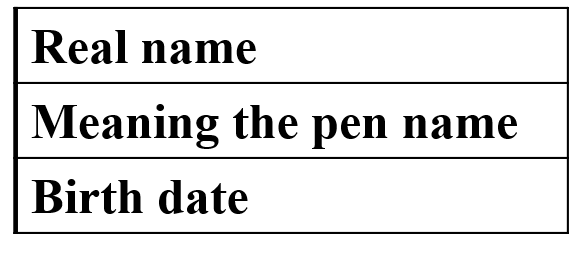 Real name
Meaning the pen name
Birth date